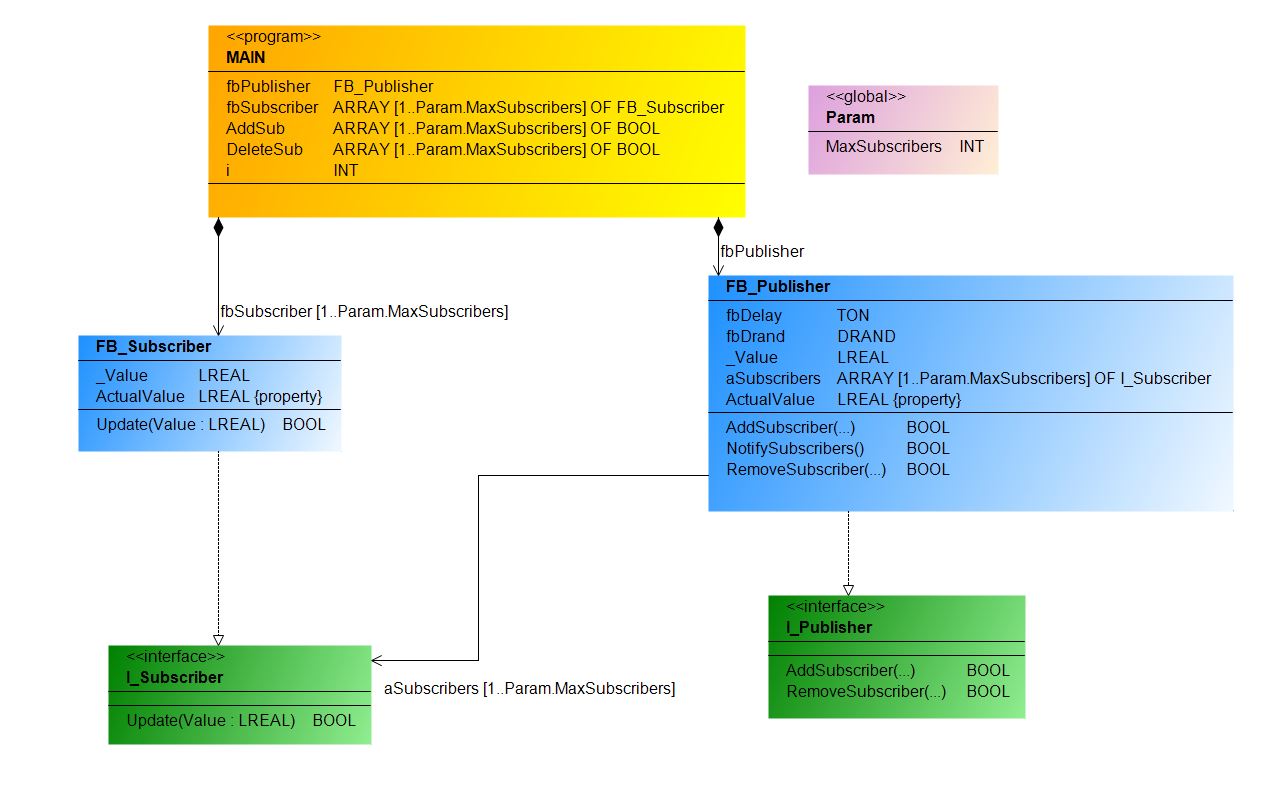 <<program>>
MAIN
fbPublisher FB_Publisher
fbSubscriber ARRAY [1..Param.MaxSubscribers] OF FB_Subscriber
AddSub ARRAY [1..Param.MaxSubscribers] OF BOOL
DeleteSub ARRAY [1..Param.MaxSubscribers] OF BOOL
i INT
<<global>>
Param
MaxSubscribers INT
fbPublisher
fbSubscriber [1..Param.MaxSubscribers]
FB_Publisher
fbDelay TON
fbDrand DRAND
_Value LREAL
aSubscribers ARRAY [1..Param.MaxSubscribers] OF I_Subscriber
ActualValue LREAL {property}
AddSubscriber(...) BOOL
NotifySubscribers() BOOL
RemoveSubscriber(...) BOOL
FB_Subscriber
_Value LREAL
ActualValue LREAL {property}
Update(Value : LREAL) BOOL
<<interface>>
I_Publisher
AddSubscriber(...) BOOL
RemoveSubscriber(...) BOOL
<<interface>>
I_Subscriber
Update(Value : LREAL) BOOL
aSubscribers [1..Param.MaxSubscribers]